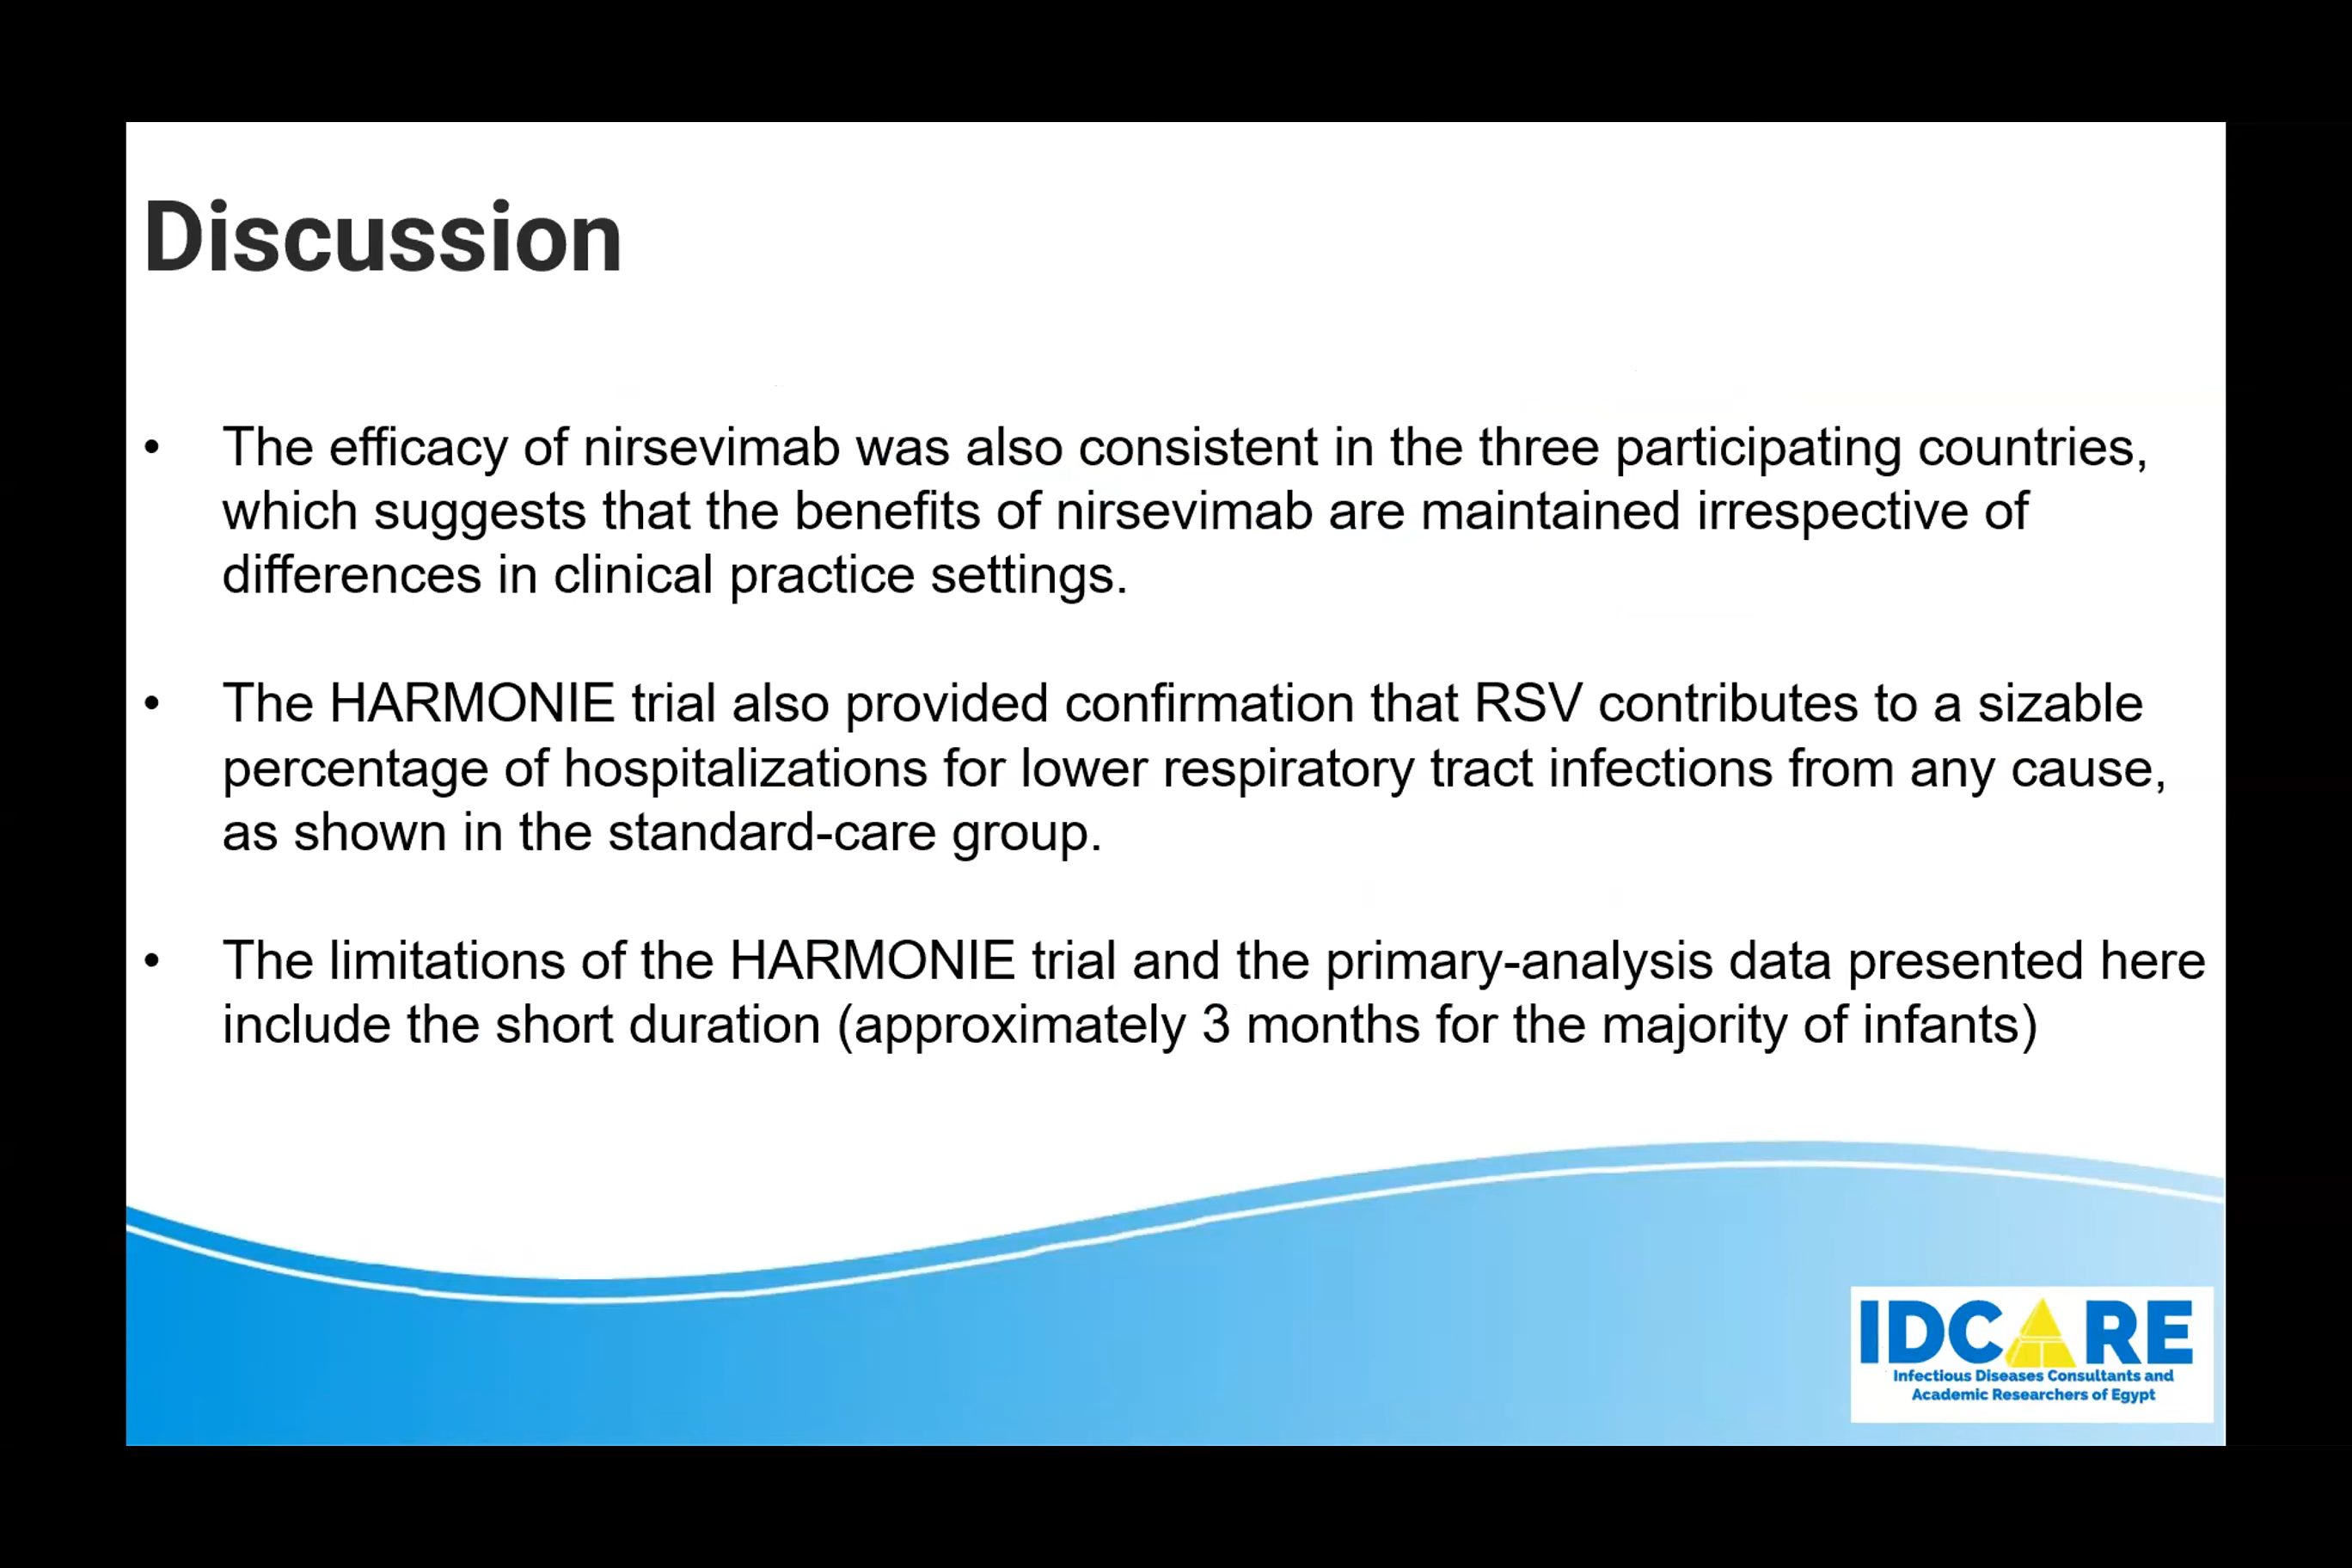 Discussion
• The efficacy of nirsevimab was also consistent in the three participating countries,
which suggests that the benefits of nirsevimab are maintained irrespective of
differences in clinical practice settings.
• The HARMONIE trial also provided confirmation that RSV contributes to a sizable
percentage of hospitalizations for lower respiratory tract infections from any cause,
as shown in the standard-care group.
• The limitations of the HARMONIE trial and the primary-analysis data presented here
include the short duration (approximately 3 months for the majority of infants)
IDCARE
Infectious Diseases Consultants and
Academic Researchers of Egypt